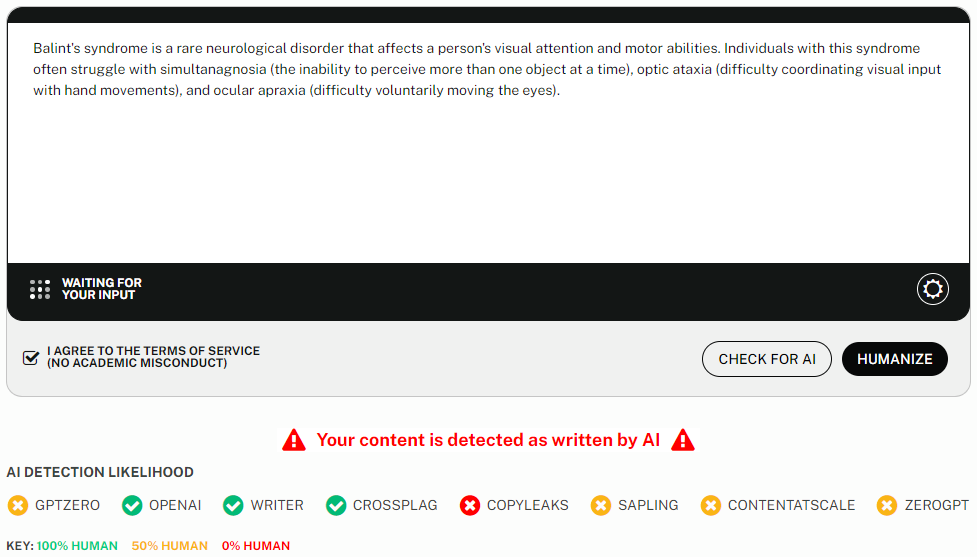 Balint's syndrome is a rare neurological disorder that affects a person's visual attention and motor abilities. Individuals with this syndrome
often struggle with simultanagnosia (the inability to perceive more than one object at a time), optic ataxia (difficulty coordinating visual input
with hand movements), and ocular apraxia (difficulty voluntarily moving the eyes).
WAITING FOR
YOUR INPUT
I AGREE TO THE TERMS OF SERVICE
(NO ACADEMIC MISCONDUCT)
CHECK FOR AI
HUMANIZE
Your content is detected as written by AI
AI DETECTION LIKELIHOOD
GPTZERO OPENAI WRITER CROSSPLAG COPYLEAKS SAPLING CONTENTATSCALE ZEROGPT
KEY: 100% HUMAN 50% HUMAN 0% HUMAN